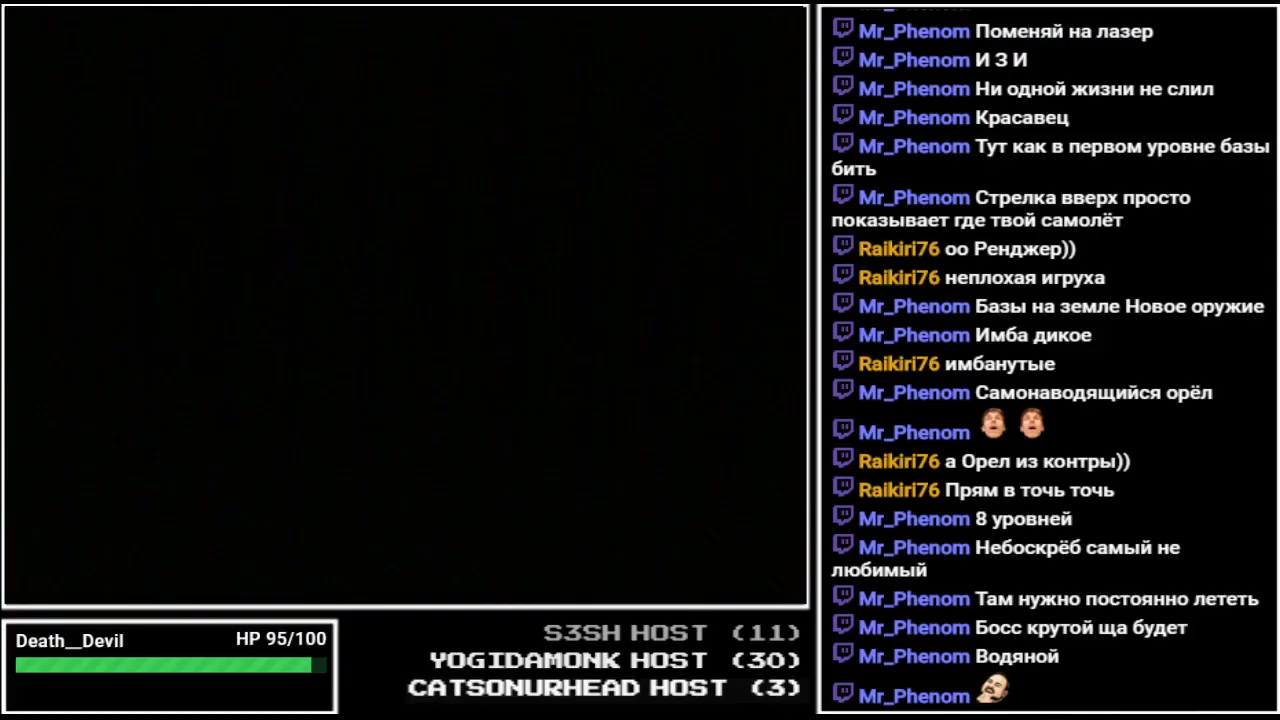 Mr_Phenom Поменяй на лазер
Mr_Phenom И З И
Mr_Phenom Ни одной жизни не слил
Mr_Phenom Красавец
Mr_Phenom Тут как в первом уровне базы
бить
Mr_Phenom Стрелка вверх просто
показывает где твой самолёт
Raikiri76 оо Ренджер))
Raikiri76 неплохая игруха
Mr_Phenom Базы на земле Новое оружие
Mr_Phenom Имба дикое
Raikiri76 имбанутые
Mr_Phenom Самонаводящийся орёл
Mr_Phenom
Raikiri76 а Орел из контры))
Raikiri76 Прям в точь точь
Mr_Phenom 8 уровней
Mr_Phenom Небоскрёб самый не
любимый
Mr_Phenom Там нужно постоянно лететь
Mr_Phenom Босс крутой ща будет
Mr_Phenom Водяной
Mr_Phenom
Death__Devil HP 95/100
S3SH HOST (11)
YOGIDAMONK HOST (30)
CATSONURHEAD HOST (3)